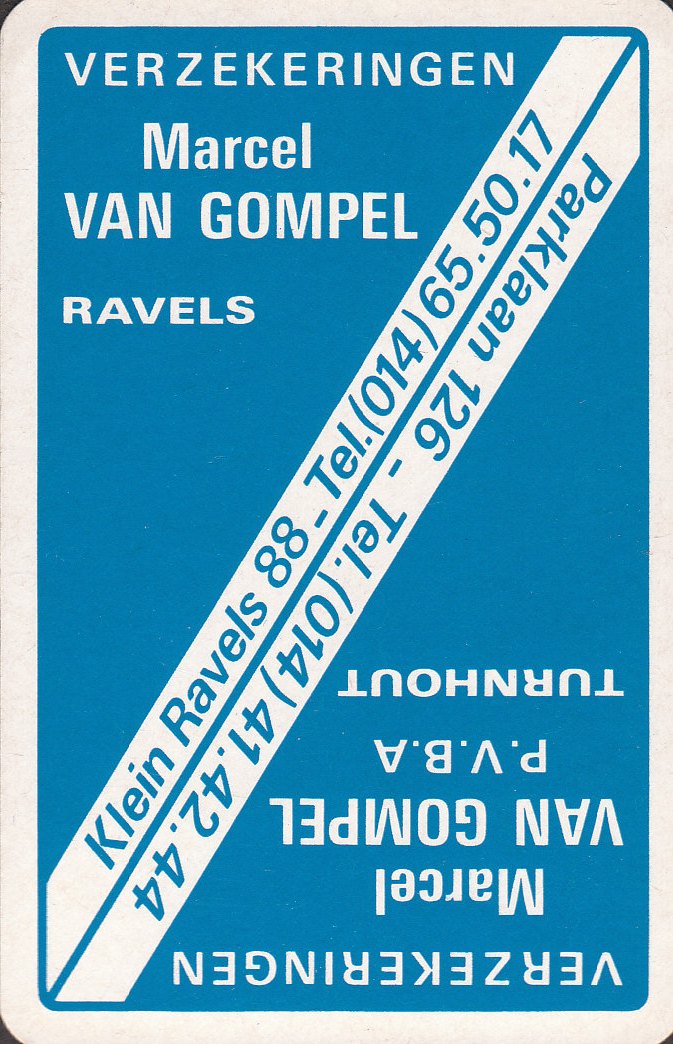 VERZEKERINGEN
Marcel
VAN GOMPEL
RAVELS
Klein Ravels 88 - Tel.(014)65.50.17
VERZEKERINGEN
Marcel
VAN GOMPEL
P.V.B.A
TURNHOUT
Parklaan 126 - Tel.(014)41.42.44